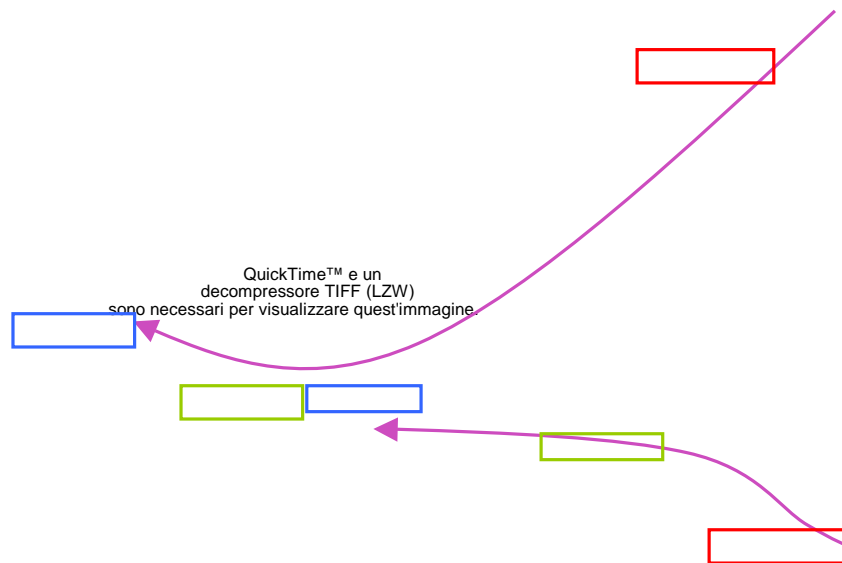 QuickTime™ e un
decompressore TIFF (LZW)
sono necessari per visualizzare quest'immagine.